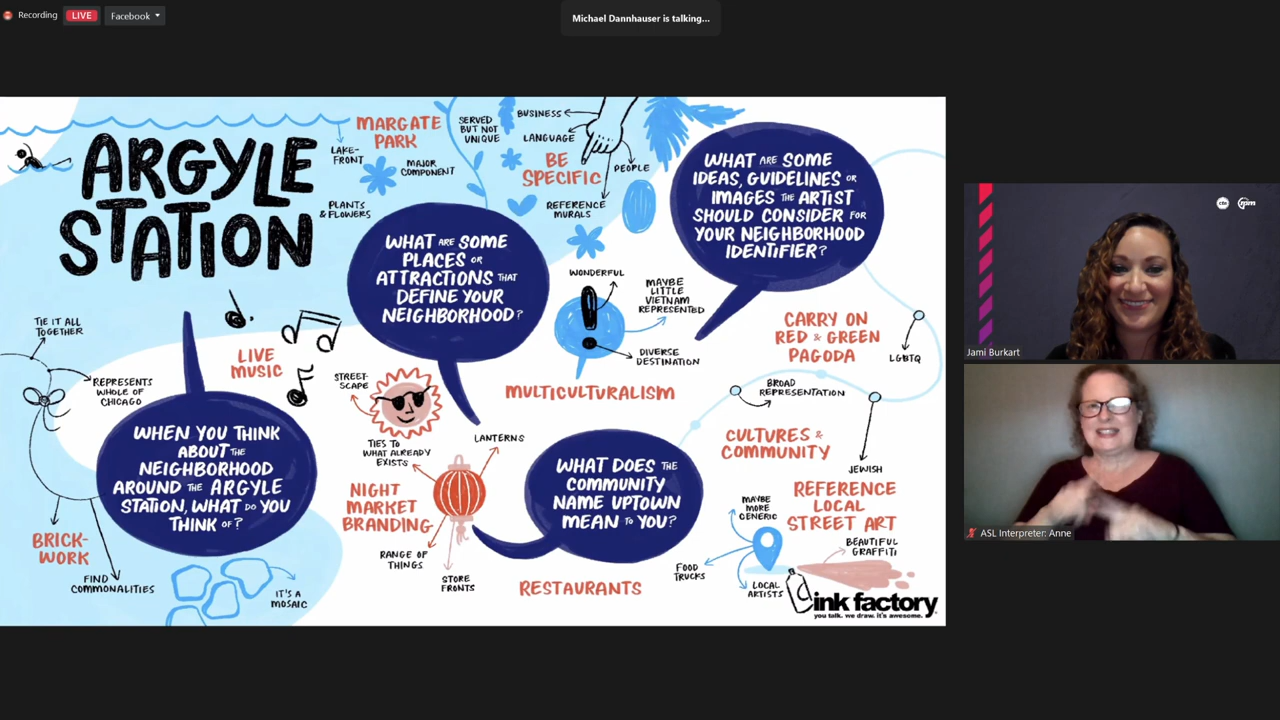 Recording
LIVE
Facebook
Michael Dannhauser is talking...
ARGYLE
STATION
LAKE-
FRONT
MARGATE
PARK
MAJOR
COMPONENT
PLANTS
& FLOWERS
SERVED
BUT NOT
UNIQUE
BUSINESS
LANGUAGE
BE
SPECIFIC
PEOPLE
REFERENCE
MURALS
WHAT ARE SOME
IDEAS, GUIDELINES OR
IMAGES THE ARTIST
SHOULD CONSIDER FOR
YOUR NEIGHBORHOOD
IDENTIFIER?
WHAT ARE SOME
PLACES OR
ATTRACTIONS THAT
DEFINE YOUR
NEIGHBORHOOD?
WONDERFUL
MAYBE
LITTLE
VIETNAM
REPRESENTED
DIVERSE
DESTINATION
MULTICULTURALISM
CARRY ON
RED & GREEN
PAGODA
LGBTQ
BROAD
REPRESENTATION
JEWISH
CULTURES &
COMMUNITY
TIE IT ALL
TOGETHER
REPRESENTS
WHOLE OF
CHICAGO
LIVE
MUSIC
WHEN YOU THINK
ABOUT THE
NEIGHBORHOOD
AROUND THE ARGYLE
STATION, WHAT DO YOU
THINK OF?
BRICK-
WORK
FIND
COMMONALITIES
IT'S A
MOSAIC
STREET-
SCAPE
TIES TO
WHAT ALREADY
EXISTS
LANTERNS
NIGHT
MARKET
BRANDING
RANGE OF
THINGS
STORE
FRONTS
WHAT DOES THE
COMMUNITY
NAME UPTOWN
MEAN TO YOU?
RESTAURANTS
MAYBE
MORE
GENERIC
FOOD
TRUCKS
LOCAL
ARTISTS
REFERENCE
LOCAL
STREET ART
BEAUTIFUL
GRAFFITI
ink factory
you talk. we draw. it's awesome.
cta
rpm
Jami Burkart
ASL Interpreter: Anne